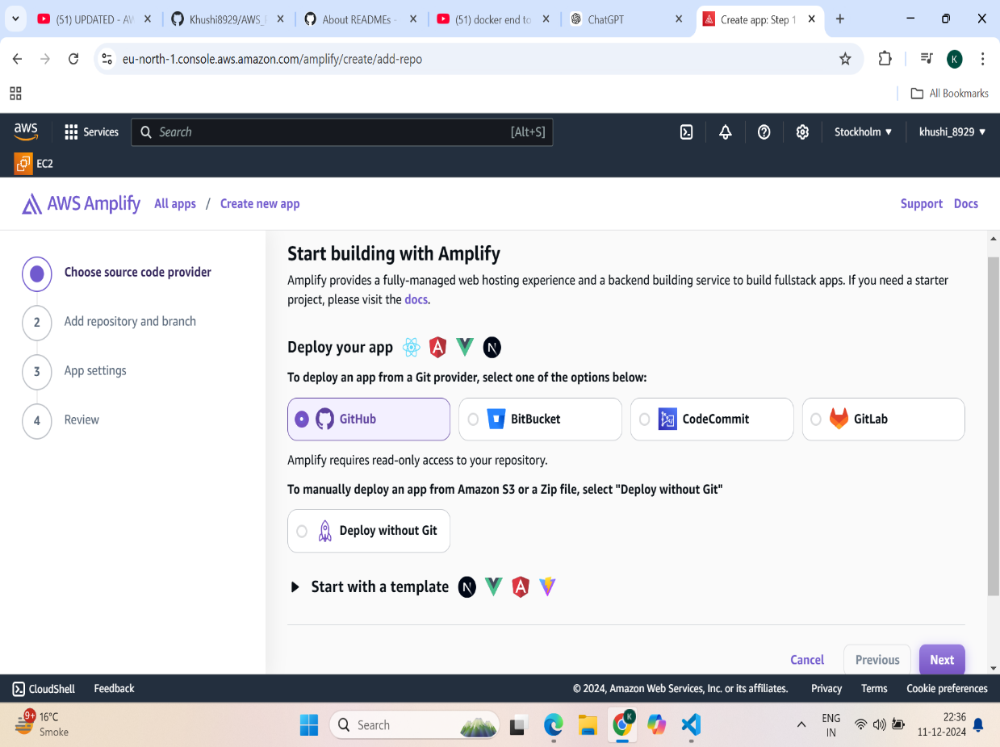 (51) UPDATED - AW
Khushi8929/AWS_F
About READMEs -
(51) docker end to
ChatGPT
Create app: Step 1
eu-north-1.console.aws.amazon.com/amplify/create/add-repo
K
All Bookmarks
aws
Services
Search
[Alt+S]
Stockholm ▼
khushi_8929 ▼
EC2
AWS Amplify
All apps / Create new app
Support Docs
Choose source code provider
2 Add repository and branch
3 App settings
4 Review
Start building with Amplify
Amplify provides a fully-managed web hosting experience and a backend building service to build fullstack apps. If you need a starter
project, please visit the docs.
Deploy your app
To deploy an app from a Git provider, select one of the options below:
GitHub
BitBucket
CodeCommit
GitLab
Amplify requires read-only access to your repository.
To manually deploy an app from Amazon S3 or a Zip file, select "Deploy without Git"
Deploy without Git
Start with a template
Cancel
Previous
Next
CloudShell Feedback
© 2024, Amazon Web Services, Inc. or its affiliates. Privacy Terms Cookie preferences
9+
16°C
Smoke
Search
K
ENG
IN
22:36
11-12-2024